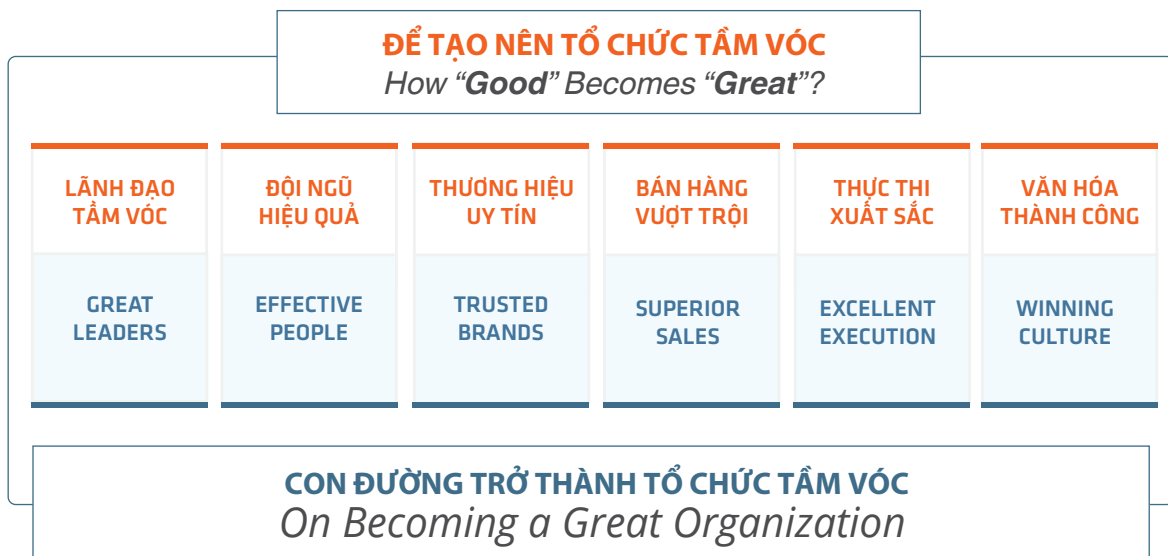 ĐỂ TẠO NÊN TỔ CHỨC TẦM VÓC
How “Good” Becomes “Great”?
LÃNH ĐẠO
TẦM VÓC
GREAT
LEADERS
ĐỘI NGŨ
HIỆU QUẢ
EFFECTIVE
PEOPLE
THƯƠNG HIỆU
UY TÍN
TRUSTED
BRANDS
BÁN HÀNG
VƯỢT TRỘI
SUPERIOR
SALES
THỰC THI
XUẤT SẮC
EXCELLENT
EXECUTION
VĂN HÓA
THÀNH CÔNG
WINNING
CULTURE
CON ĐƯỜNG TRỞ THÀNH TỔ CHỨC TẦM VÓC
On Becoming a Great Organization